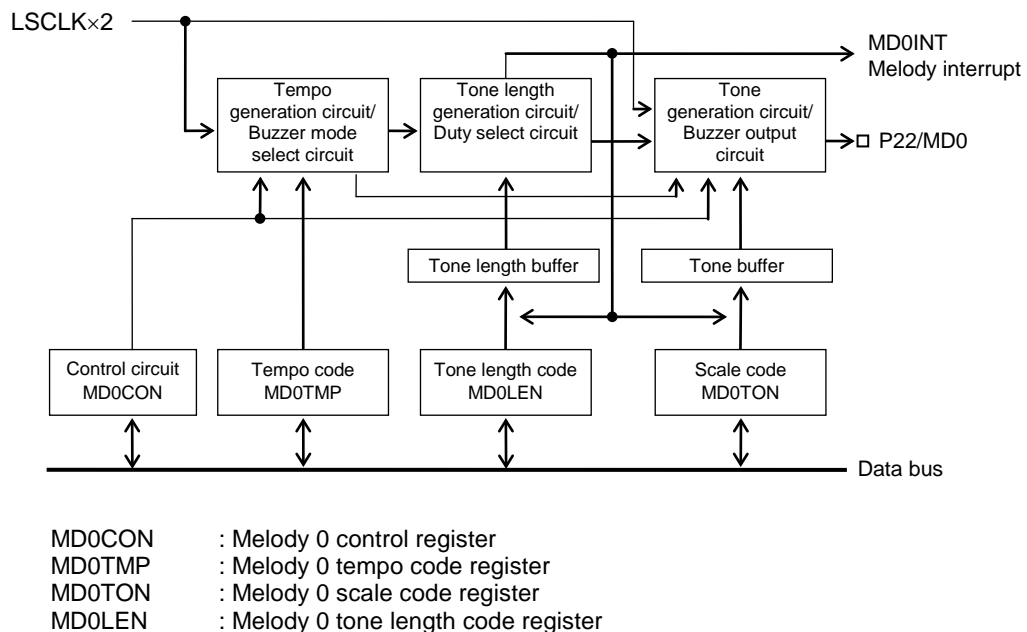 LSCLK×2
MD0INT
Melody interrupt
Tempo
generation circuit/
Buzzer mode
select circuit
Tone length
generation circuit/
Duty select circuit
Tone
generation circuit/
Buzzer output
circuit
P22/MD0
Tone length buffer
Tone buffer
Control circuit
MD0CON
Tempo code
MD0TMP
Tone length code
MD0LEN
Scale code
MD0TON
Data bus
MD0CON : Melody 0 control register
MD0TMP : Melody 0 tempo code register
MD0TON : Melody 0 scale code register
MD0LEN : Melody 0 tone length code register